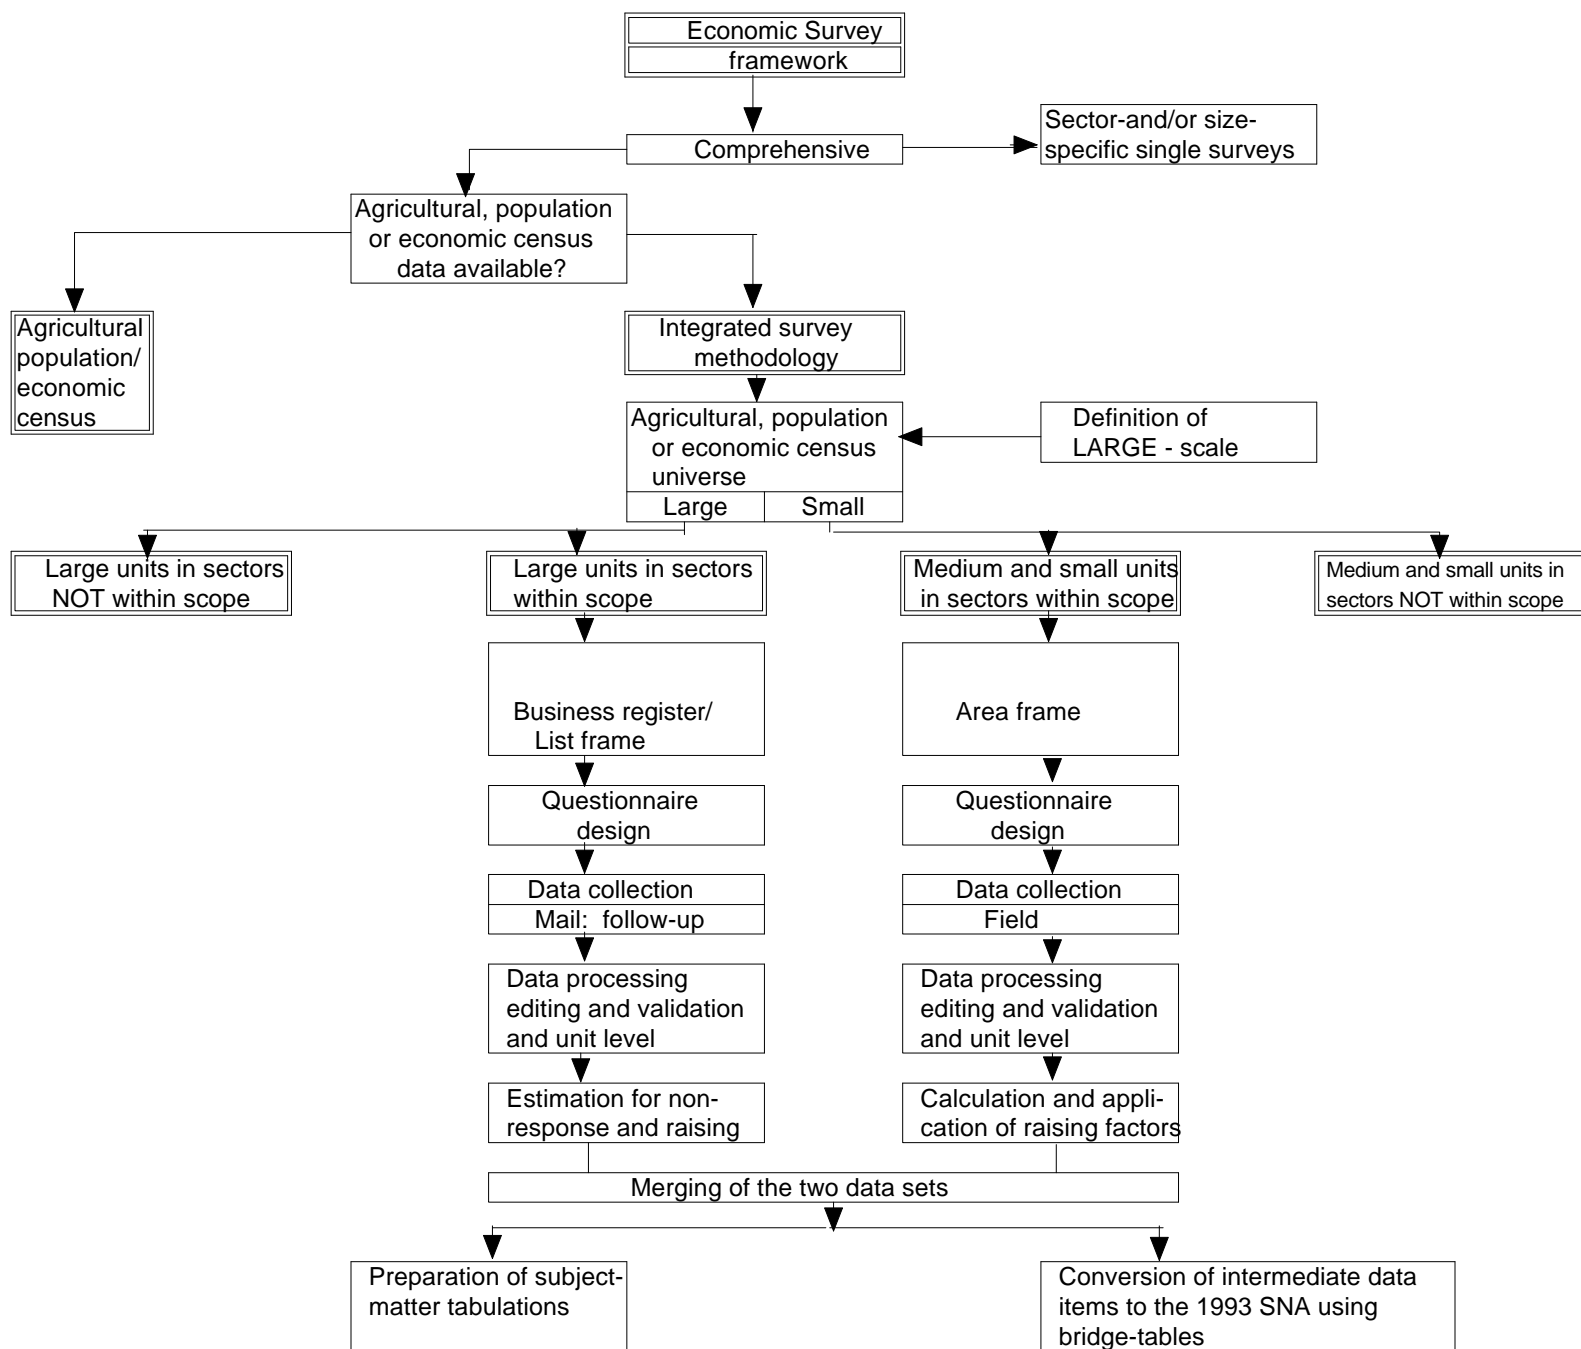 Economic Survey
framework
Comprehensive
Sector-and/or size-
specific single surveys
Agricultural, population
or economic census
data available?
Agricultural
population/
economic
census
Integrated survey
methodology
Agricultural, population
or economic census
universe
Large
Small
Definition of
LARGE - scale
Large units in sectors
NOT within scope
Large units in sectors
within scope
Medium and small units
in sectors within scope
Medium and small units in
sectors NOT within scope
Business register/
List frame
Area frame
Questionnaire
design
Questionnaire
design
Data collection
Mail:  follow-up
Data collection
Field
Data processing
editing and validation
and unit level
Data processing
editing and validation
and unit level
Estimation for non-
response and raising
Calculation and appli-
cation of raising factors
Merging of the two data sets
Preparation of subject-
matter tabulations
Conversion of intermediate data
items to the 1993 SNA using
bridge-tables